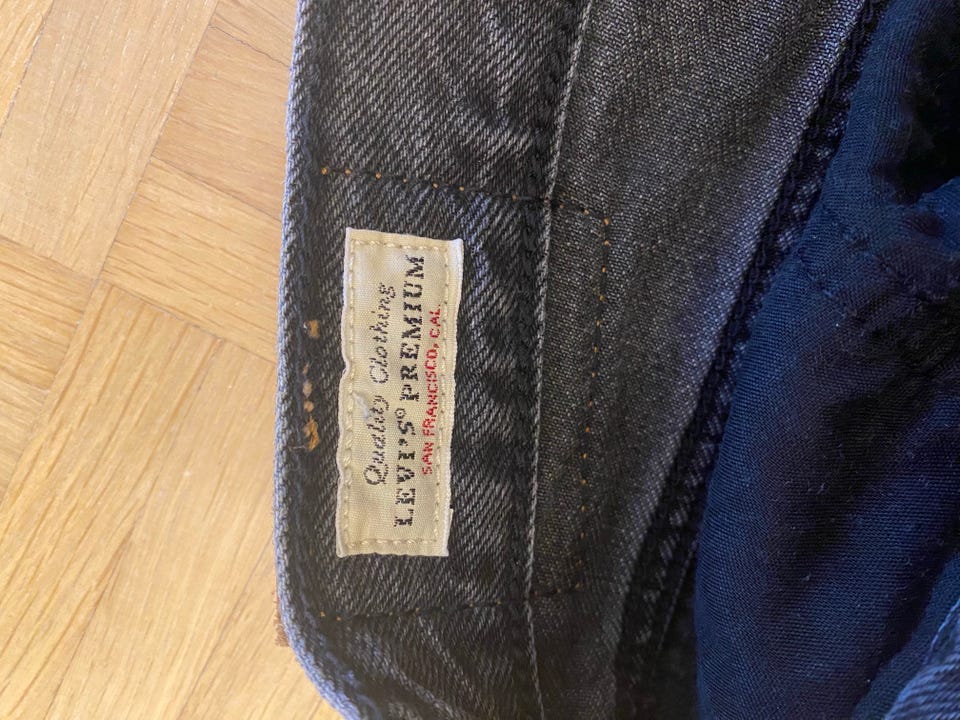 Quality Clothing
LEVI'S® PREMIUM
SAN FRANCISCO, CAL.